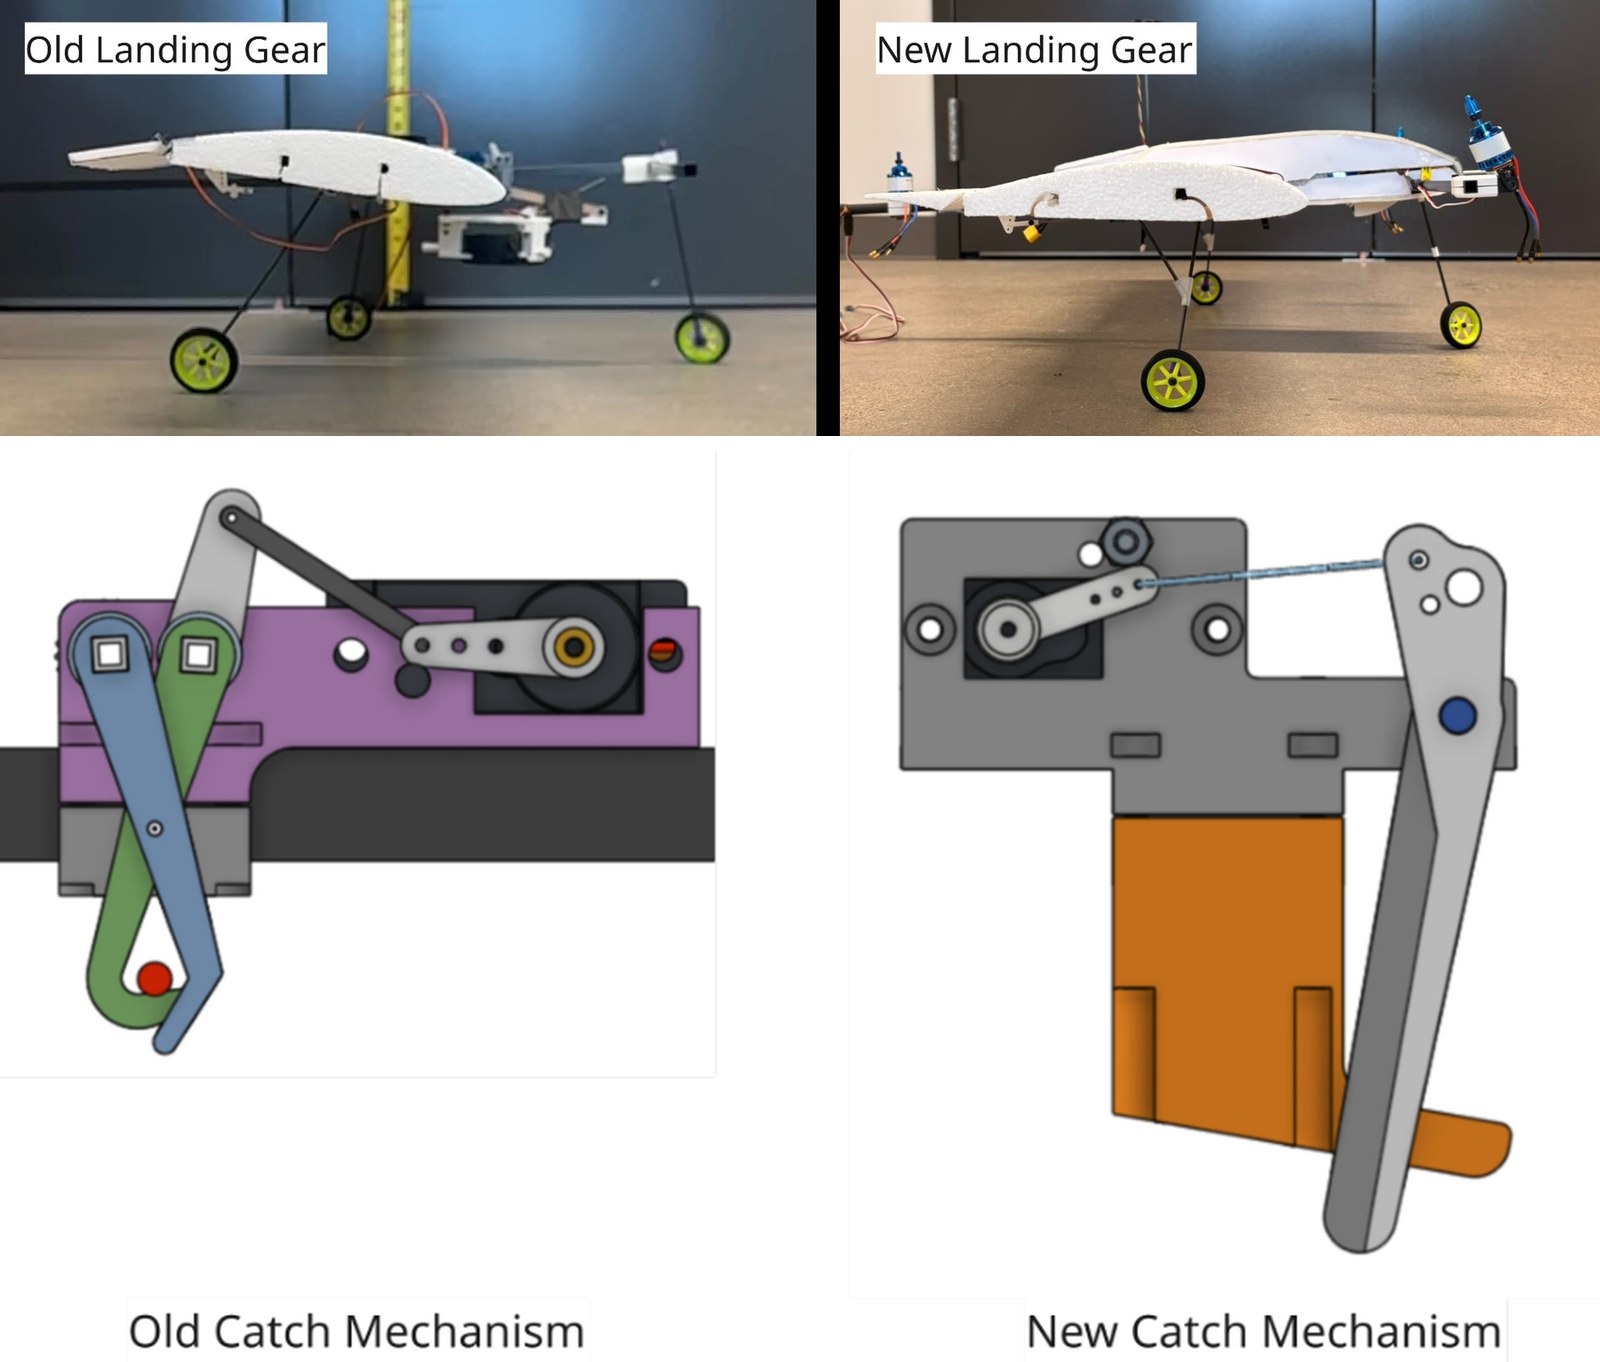 Old Landing Gear
New Landing Gear
Old Catch Mechanism
New Catch Mechanism